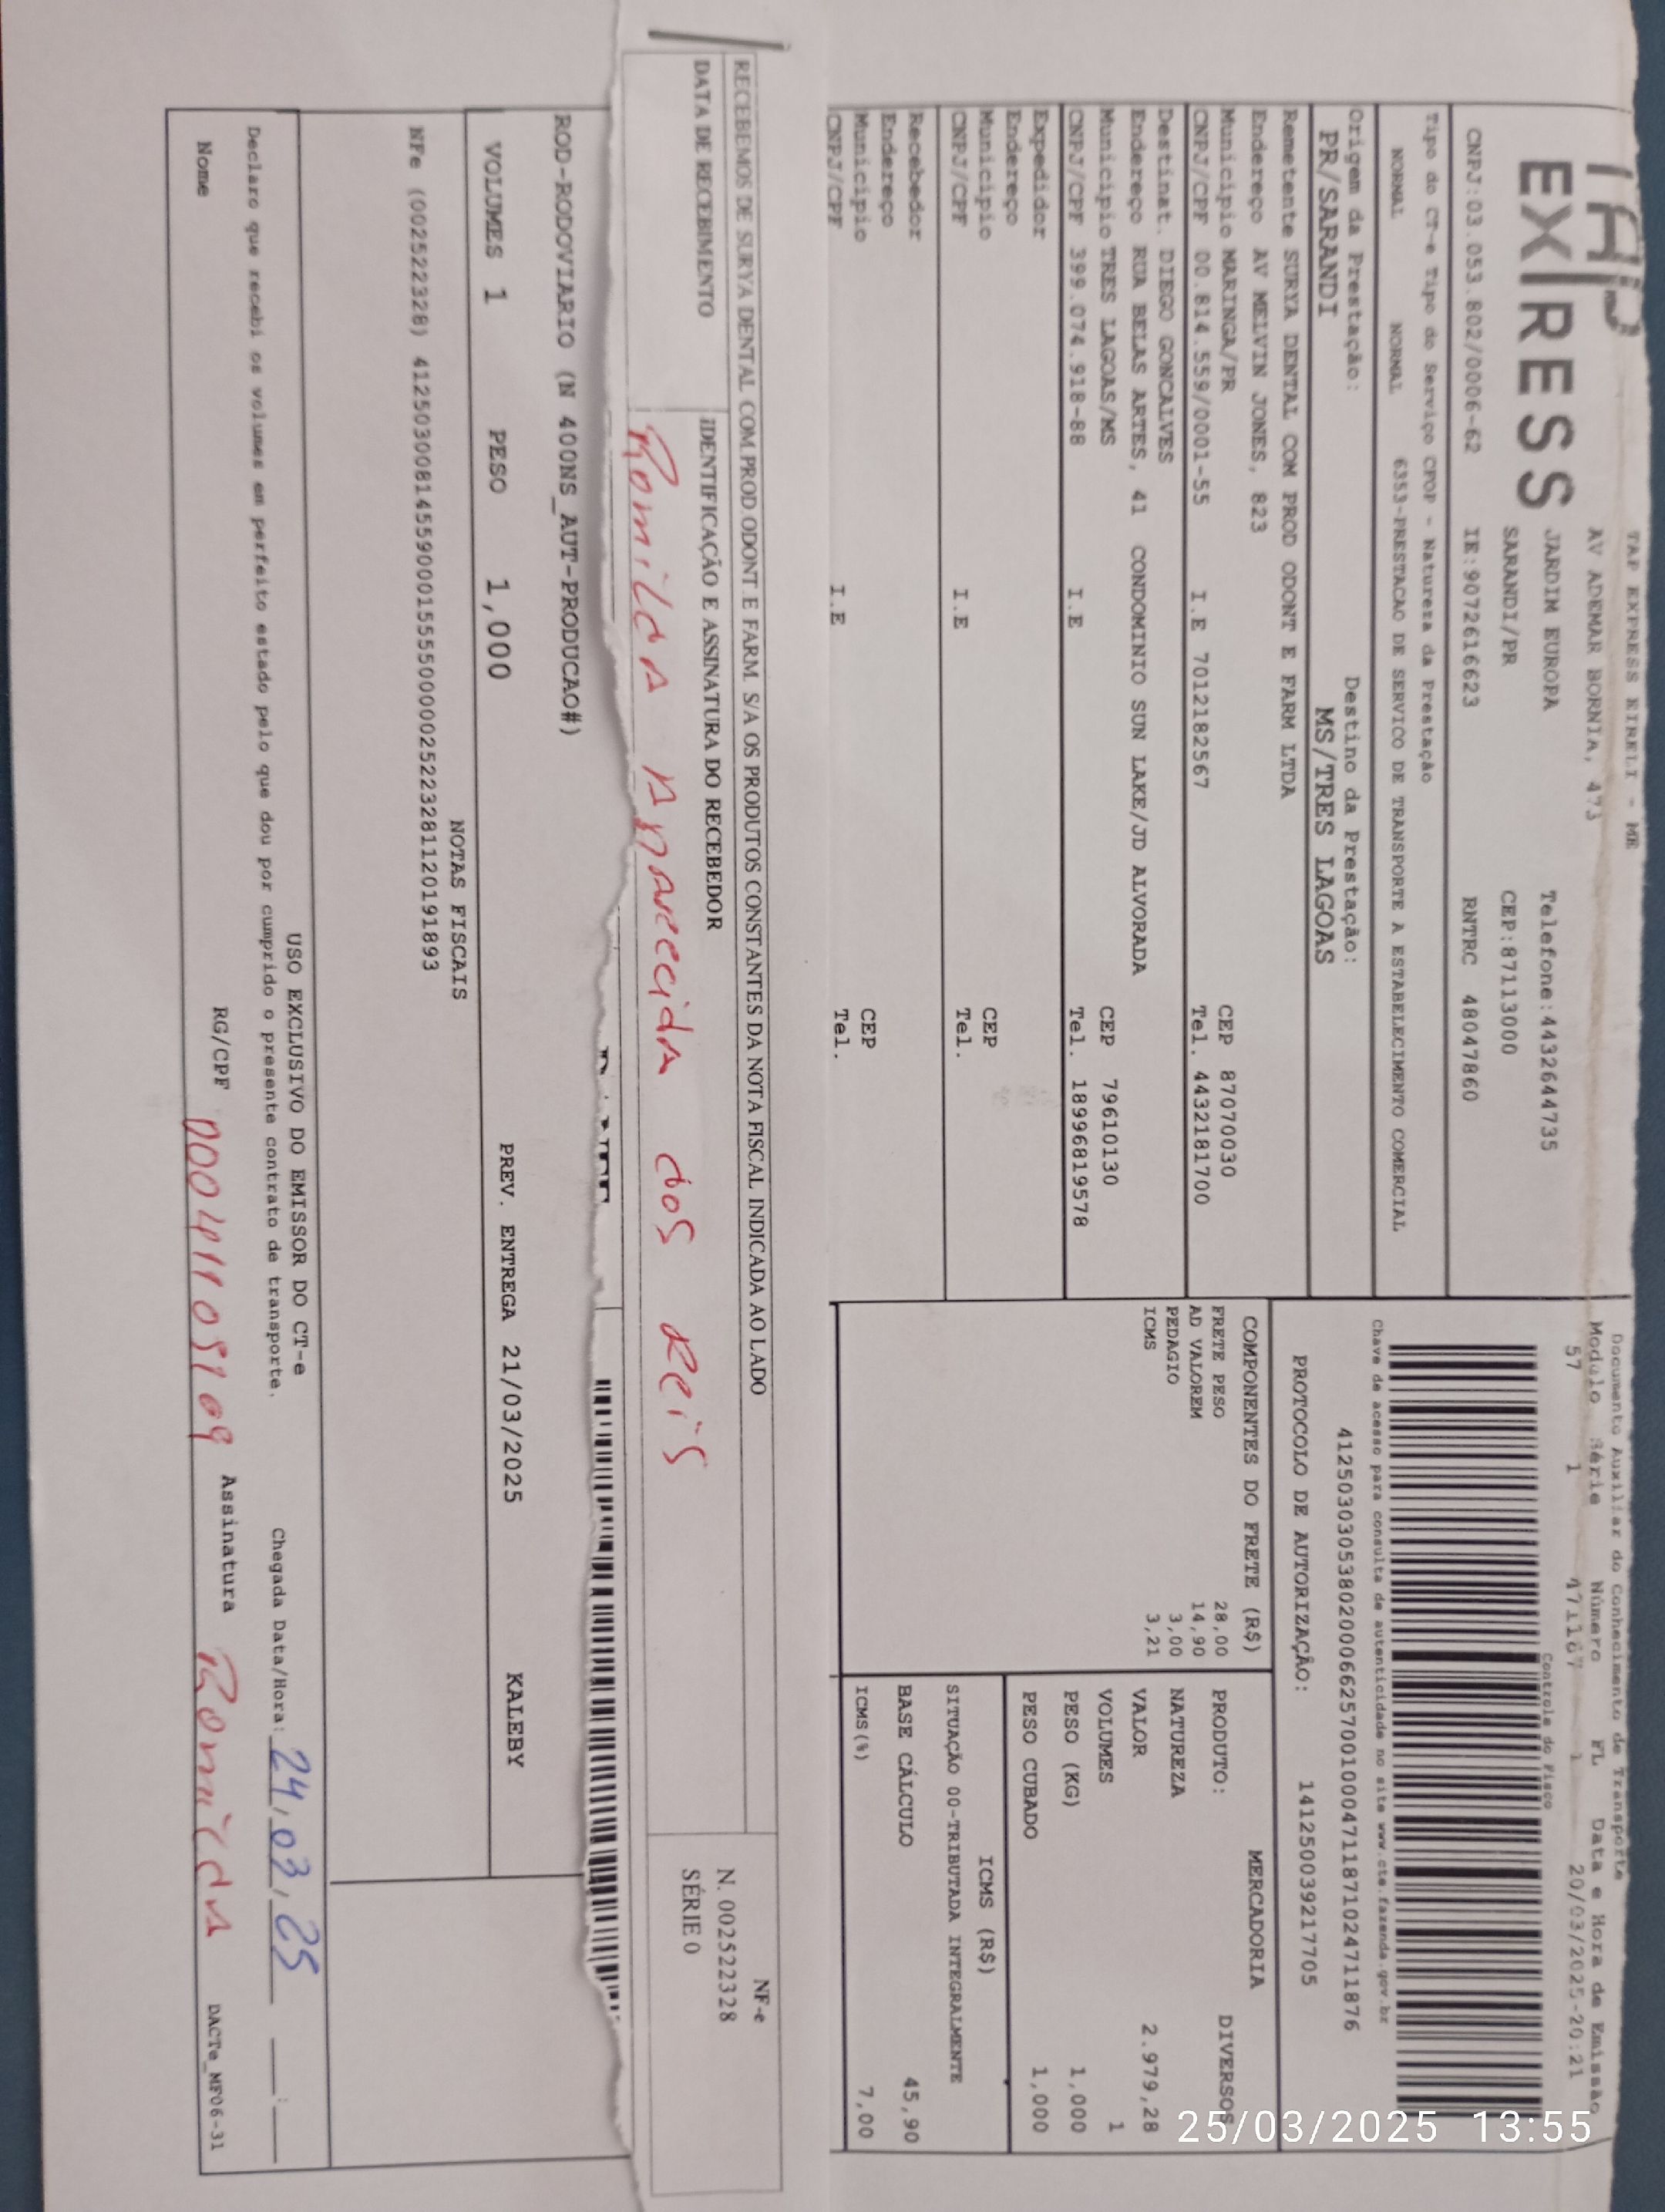 TAP EXPRESS EIRELI - ME
AV ADEMAR BORNIA, 473
JARDIM EUROPA Telefone:4432644735
SARANDI/PR CEP:87113000
CNPJ:03.053.802/0006-62 IE:9072616623 RNTRC 48047860
EXPRESS
Documento Auxiliar do Conhecimento de Transporte
Modulo Série Número FL Data e Hora de Emissão
57 1 471187 1 20/03/2025-20:21
Controle do Fisco
Tipo do CT-e Tipo do Serviço CFOP - Natureza da Prestação
NORMAL NORMAL 6353-PRESTACAO DE SERVICO DE TRANSPORTE A ESTABELECIMENTO COMERCIAL
Chave de acesso para consulta de autenticidade no site www.cte.fazenda.gov.br
41250303053802000662570010004711871024711876
Origem da Prestação: Destino da Prestação:
PR/SARANDI MS/TRES LAGOAS
PROTOCOLO DE AUTORIZAÇÃO: 141250039217705
Remetente SURYA DENTAL COM PROD ODONT E FARM LTDA
Endereço AV MELVIN JONES, 823
Municipio MARINGA/PR CEP 87070030
CNPJ/CPF 00.814.559/0001-55 I.E 7012182567 Tel. 4432181700
Destinat. DIEGO GONCALVES
Endereço RUA BELAS ARTES, 41 CONDOMINIO SUN LAKE/JD ALVORADA
Municipio TRES LAGOAS/MS CEP 79610130
CNPJ/CPF 399.074.918-88 I.E Tel. 18996819578
Expedidor
Endereço
Municipio CEP
CNPJ/CPF I.E Tel.
Recebedor
Endereço
Municipio CEP
CNPJ/CPF I.E Tel.
COMPONENTES DO FRETE (R$)
FRETE PESO 28,00
AD VALOREM 14,90
PEDAGIO 3,00
ICMS 3,21
MERCADORIA
PRODUTO: DIVERSOS
NATUREZA
VALOR 2.979,28
VOLUMES 1
PESO (KG) 1,000
PESO CUBADO 1,000
ICMS (R$)
SITUAÇÃO 00-TRIBUTADA INTEGRALMENTE
BASE CÁLCULO 45,90
ICMS(%) 7,00
RECEBEMOS DE SURYA DENTAL COM.PROD.ODONT.E FARM. S/A OS PRODUTOS CONSTANTES DA NOTA FISCAL INDICADA AO LADO
DATA DE RECEBIMENTO IDENTIFICAÇÃO E ASSINATURA DO RECEBEDOR
Romilda Aparecida dos Reis
NF-e
N. 002522328
SÉRIE 0
ROD-RODOVIARIO (N 400NS_AUT-PRODUCAO#)
VOLUMES 1 PESO 1,000 PREV. ENTREGA 21/03/2025 KALEBY
NOTAS FISCAIS
NFe (002522328) 41250300814559000155550000025223281120191893
USO EXCLUSIVO DO EMISSOR DO CT-e
Declaro que recebi os volumes em perfeito estado pelo que dou por cumprido o presente contrato de transporte. Chegada Data/Hora: 24/03/25 __:__
Nome RG/CPF Assinatura Romilda DACTe_MF06-31
25/03/2025 13:55